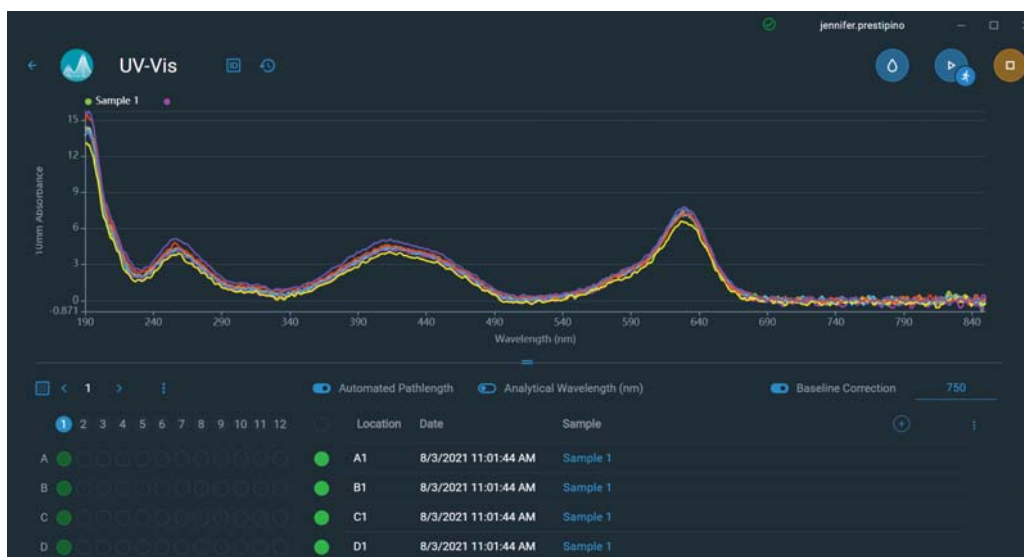 jennifer.prestipino
UV-Vis
Sample 1
15
12
9
6
3
0
-0.871
10mm Absorbance
190 240 290 340 390 440 490 540 590 640 690 740 790 840
Wavelength (nm)
1 Automated Pathlength Analytical Wavelength (nm) Baseline Correction 750
1 2 3 4 5 6 7 8 9 10 11 12 Location Date Sample
A A1 8/3/2021 11:01:44 AM Sample 1
B B1 8/3/2021 11:01:44 AM Sample 1
C C1 8/3/2021 11:01:44 AM Sample 1
D D1 8/3/2021 11:01:44 AM Sample 1